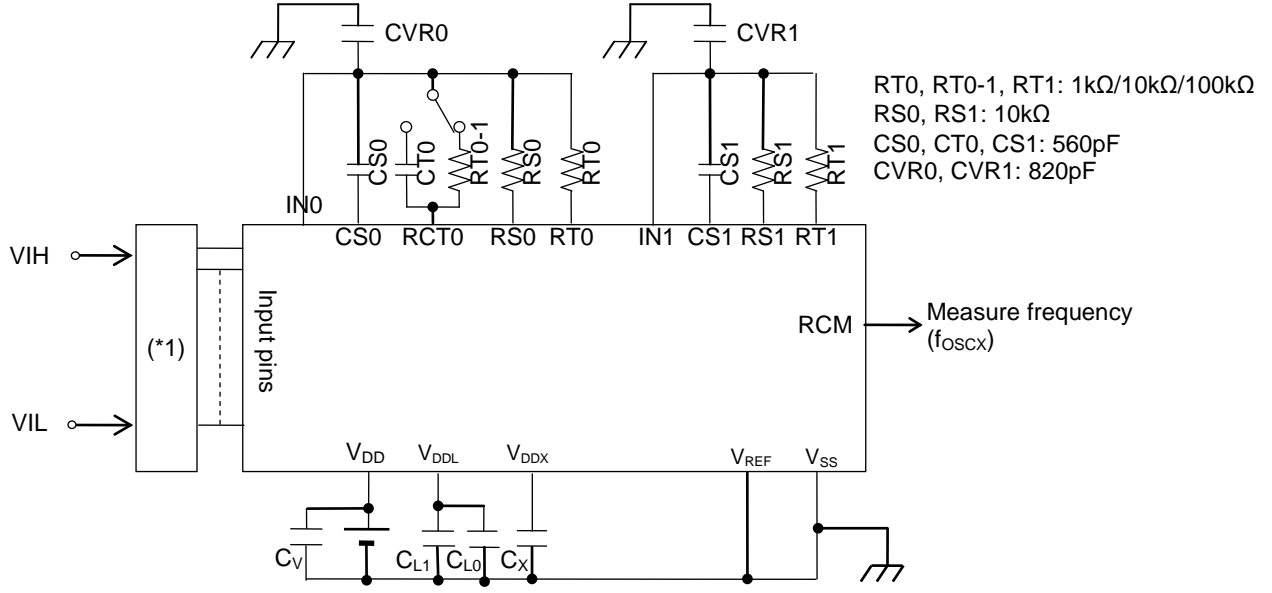 CVR0
CVR1
RT0, RT0-1, RT1: 1kΩ/10kΩ/100kΩ
RS0, RS1: 10kΩ
CS0, CT0, CS1: 560pF
CVR0, CVR1: 820pF
CS0
CT0
RT0-1
RS0
RT0
CS1
RS1
RT1
IN0
CS0 RCT0 RS0 RT0
IN1 CS1 RS1 RT1
VIH
(*1)
VIL
Input pins
RCM
Measure frequency
(fOSCX)
VDD VDDL VDDX VREF VSS
CV CL1 CL0 CX